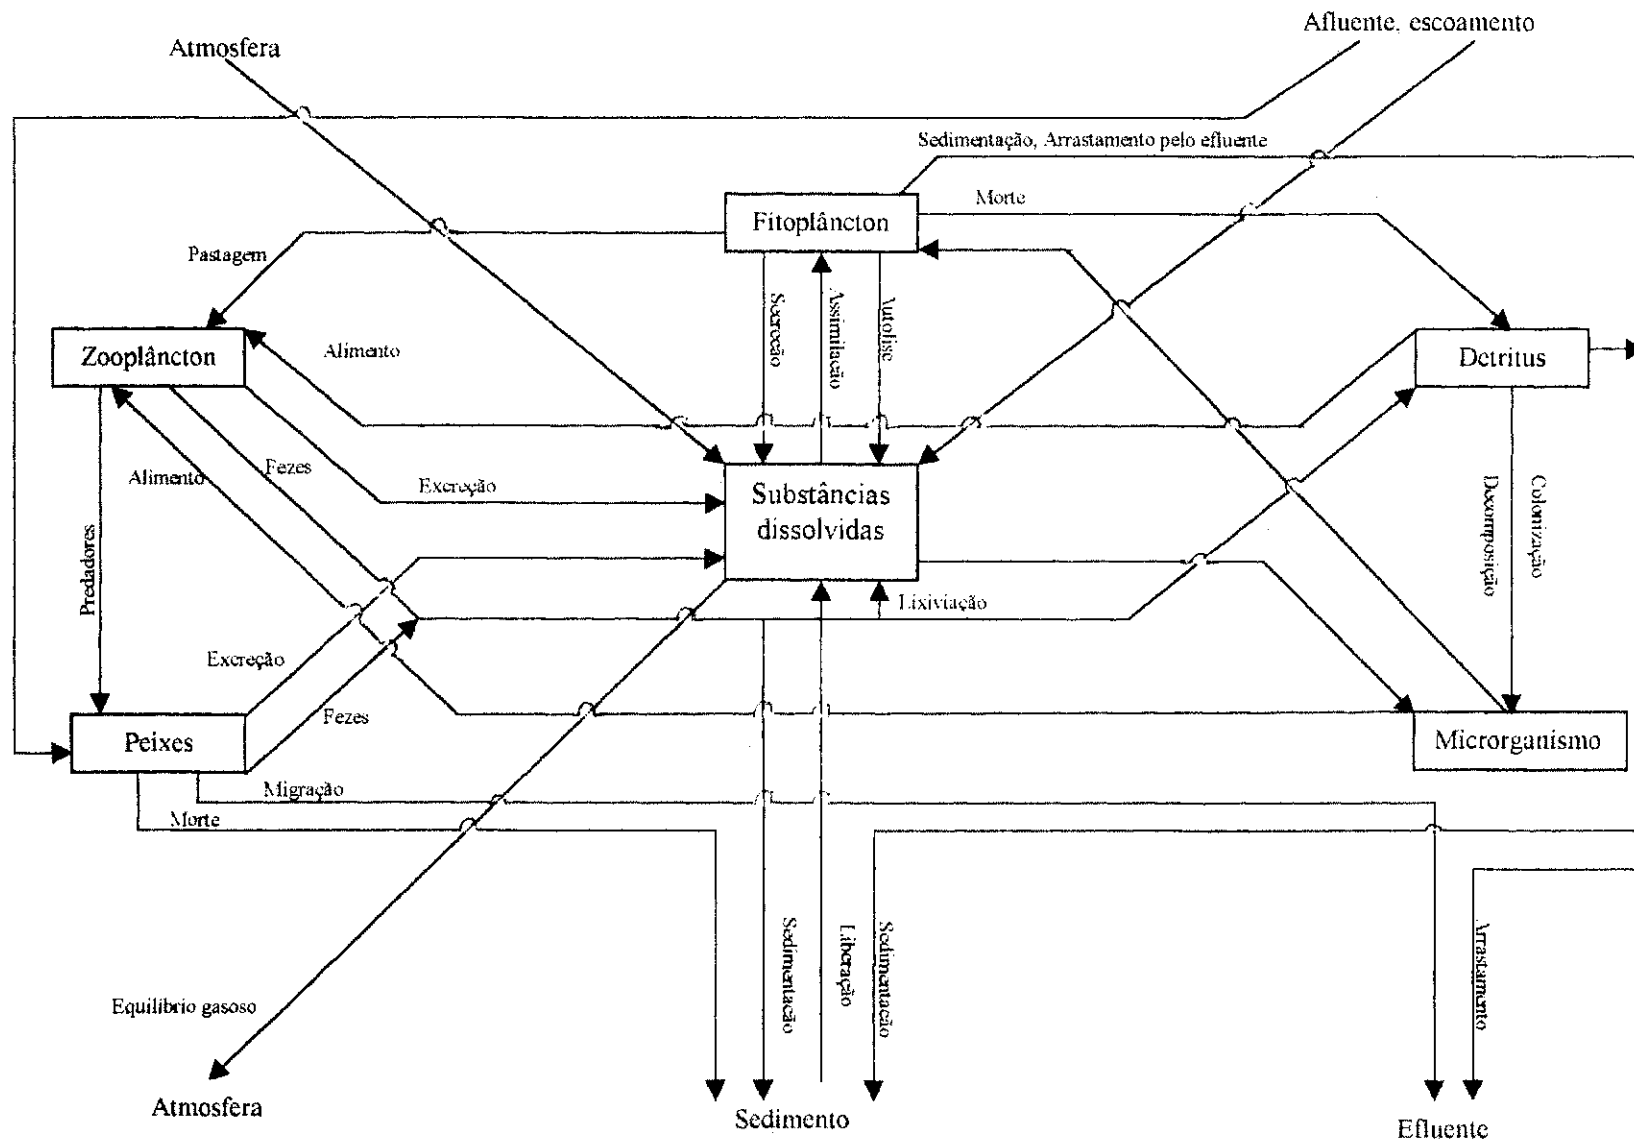 Afluente, escoamento
Atmosfera
Sedimentação, Arrastamento pelo efluente
Morte
Fitoplâncton
Pastagem
Secreção
Assimilação
Autolise
Zooplâncton
Alimento
Detritus
Alimento
Fezes
Excreção
Substâncias
dissolvidas
Decomposição
Colonização
Predadores
Lixiviação
Excreção
Fezes
Peixes
Microrganismo
Migração
Morte
Sedimentação
Liberação
Sedimentação
Arrastamento
Equilibrio gasoso
Atmosfera
Sedimento
Efluente